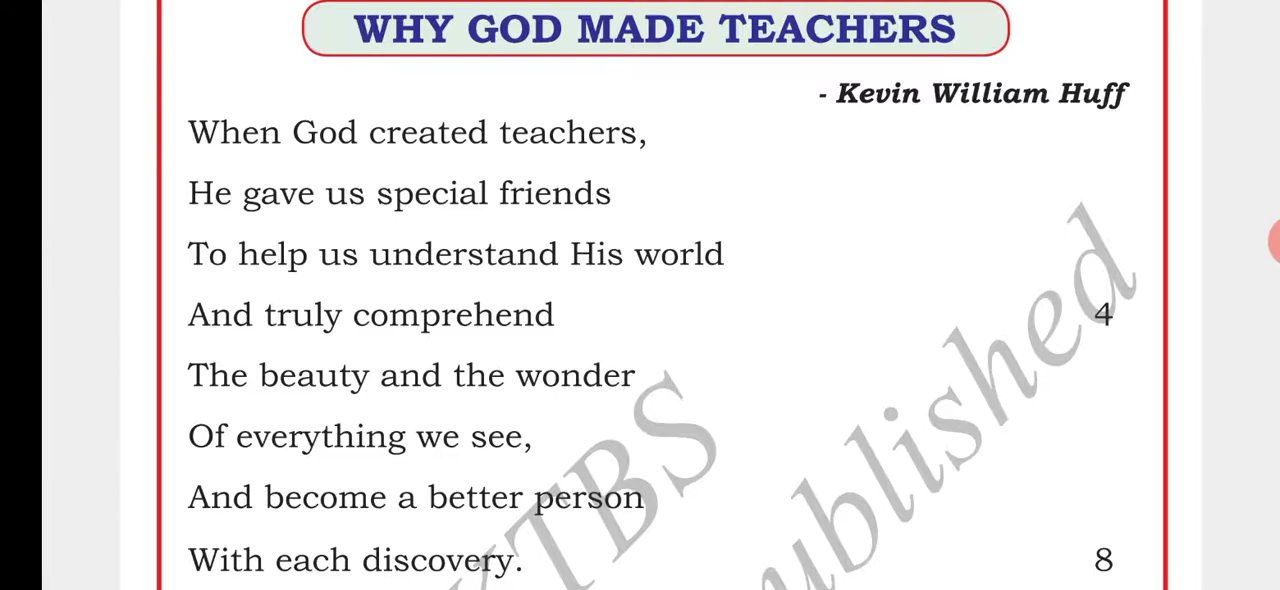 WHY GOD MADE TEACHERS
- Kevin William Huff
When God created teachers,
He gave us special friends
To help us understand His world
And truly comprehend 4
The beauty and the wonder
Of everything we see,
And become a better person
With each discovery. 8
KTBS
published